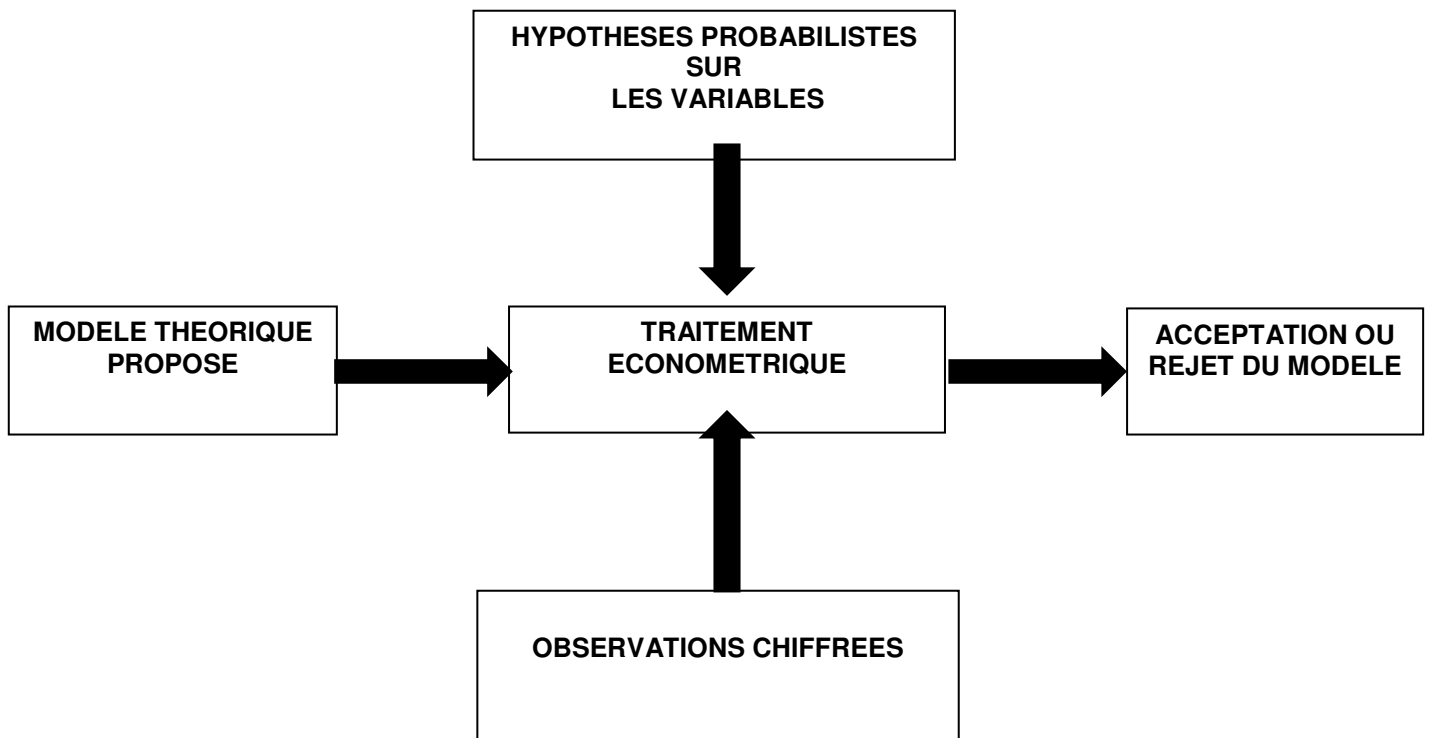 HYPOTHESES PROBABILISTES
SUR
LES VARIABLES
MODELE THEORIQUE
PROPOSE
TRAITEMENT
ECONOMETRIQUE
ACCEPTATION OU
REJET DU MODELE
OBSERVATIONS CHIFFREES